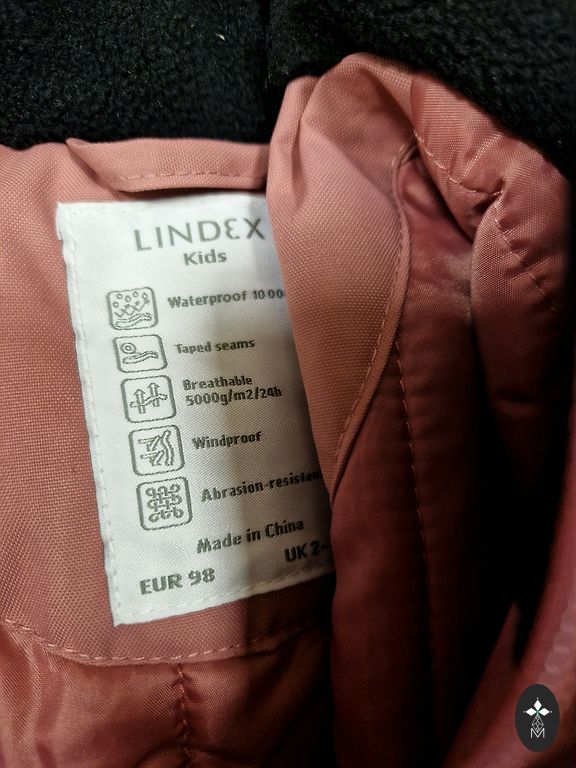 LINDEX
Kids
Waterproof 10 00
Taped seams
Breathable
5000g/m2/24h
Windproof
Abrasion-resistan
Made in China
EUR 98 UK 2-